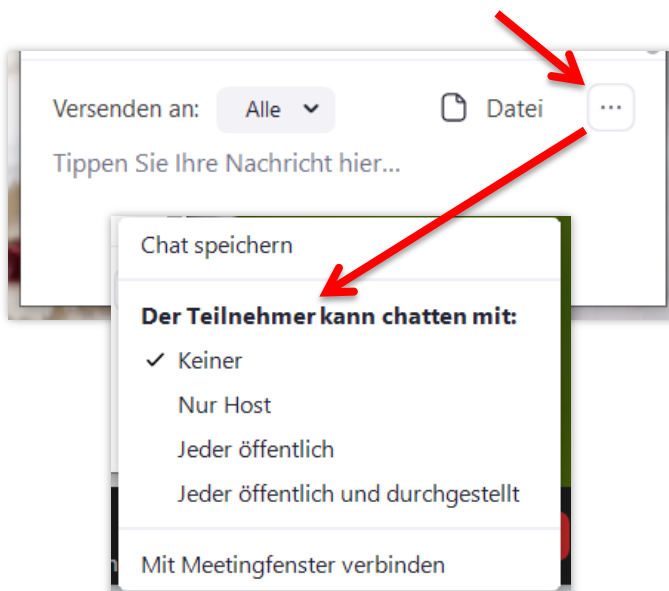 Versenden an: Alle Datei ...
Tippen Sie Ihre Nachricht hier...
Chat speichern
Der Teilnehmer kann chatten mit:
Keiner
Nur Host
Jeder öffentlich
Jeder öffentlich und durchgestellt
Mit Meetingfenster verbinden